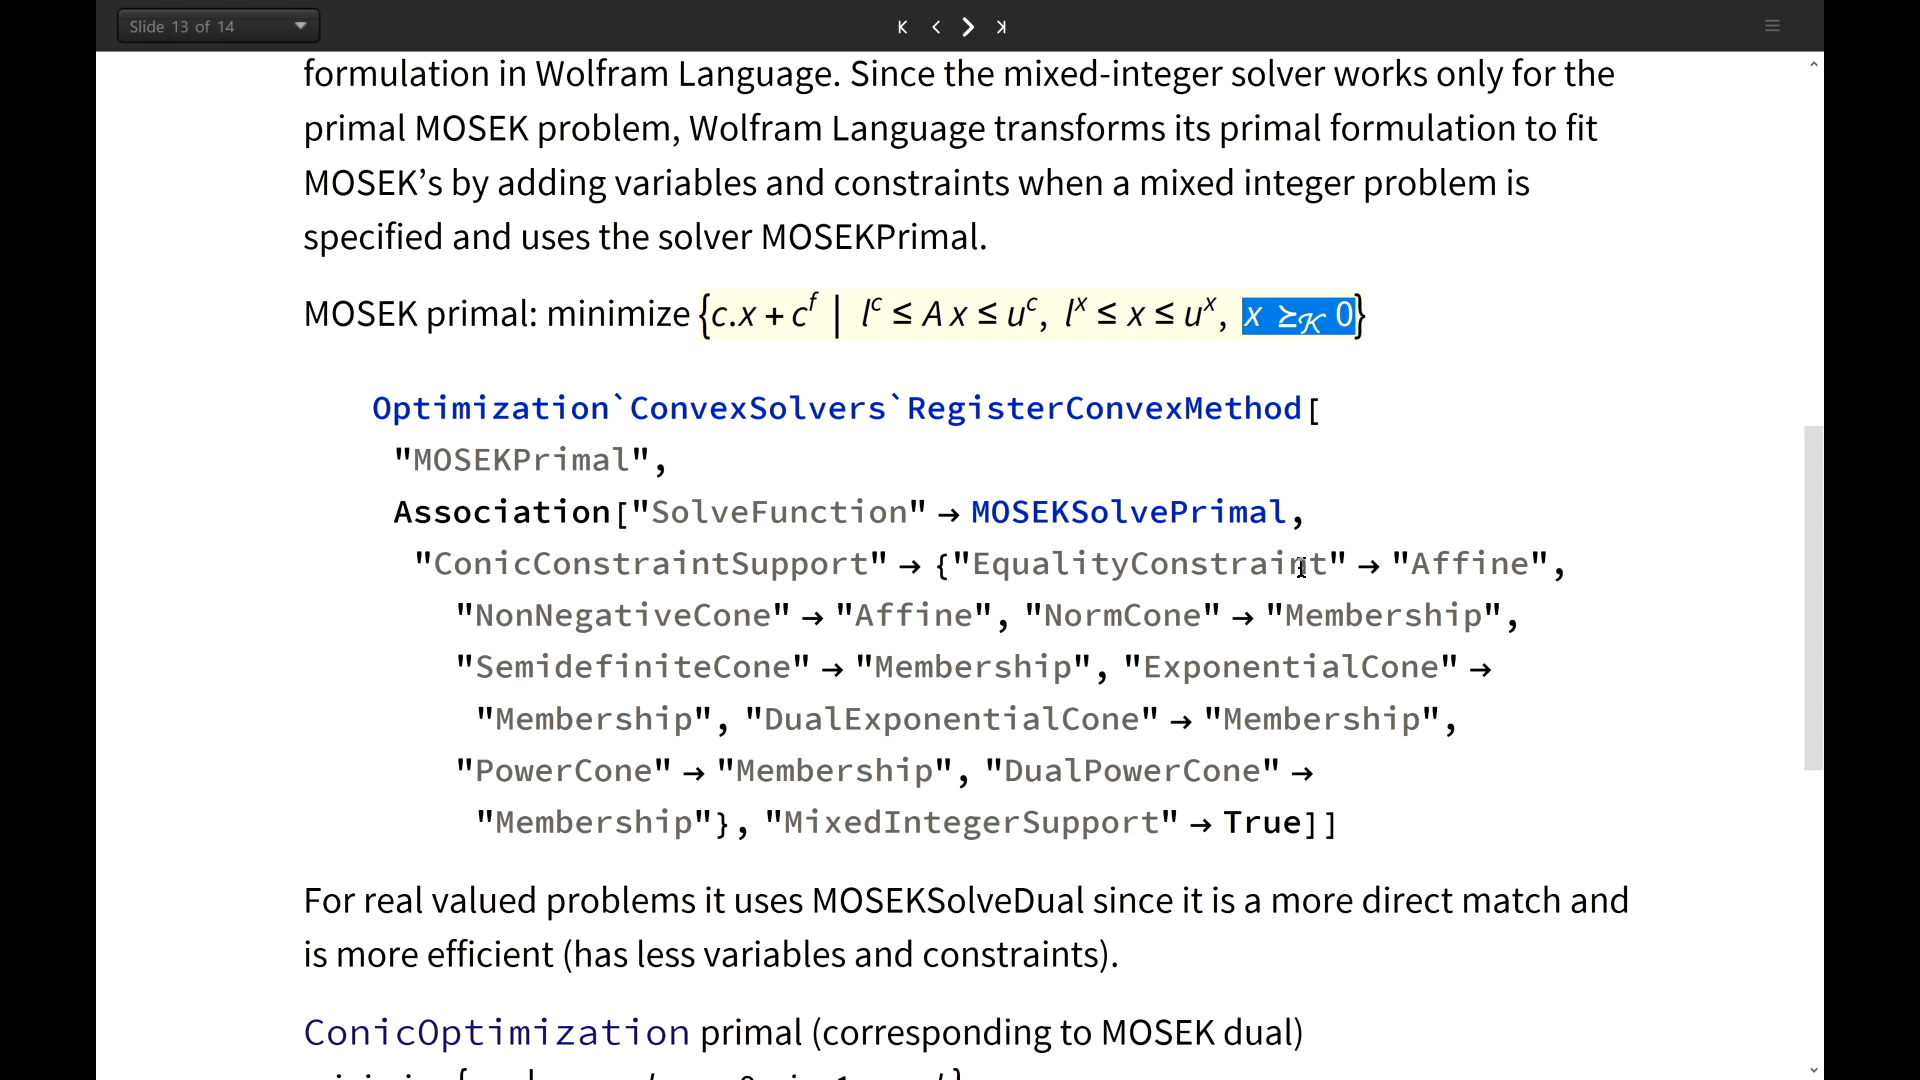 Slide 13 of 14
formulation in Wolfram Language. Since the mixed-integer solver works only for the
primal MOSEK problem, Wolfram Language transforms its primal formulation to fit
MOSEK’s by adding variables and constraints when a mixed integer problem is
specified and uses the solver MOSEKPrimal.
MOSEK primal: minimize {c.x + c^f | l^c ≤ A x ≤ u^c, l^x ≤ x ≤ u^x, x ⪰_𝒦 0}
Optimization`ConvexSolvers`RegisterConvexMethod[
"MOSEKPrimal",
Association["SolveFunction" → MOSEKSolvePrimal,
"ConicConstraintSupport" → {"EqualityConstraint" → "Affine",
"NonNegativeCone" → "Affine", "NormCone" → "Membership",
"SemidefiniteCone" → "Membership", "ExponentialCone" →
"Membership", "DualExponentialCone" → "Membership",
"PowerCone" → "Membership", "DualPowerCone" →
"Membership"}, "MixedIntegerSupport" → True]]
For real valued problems it uses MOSEKSolveDual since it is a more direct match and
is more efficient (has less variables and constraints).
ConicOptimization primal (corresponding to MOSEK dual)